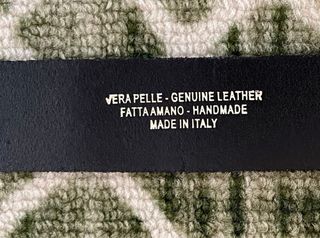 VERA PELLE - GENUINE LEATHER
FATTA AMANO - HANDMADE
MADE IN ITALY